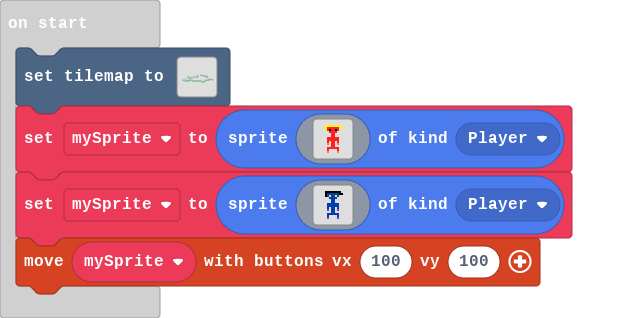 on start
set tilemap to
set mySprite to sprite of kind Player
set mySprite to sprite of kind Player
move mySprite with buttons vx 100 vy 100